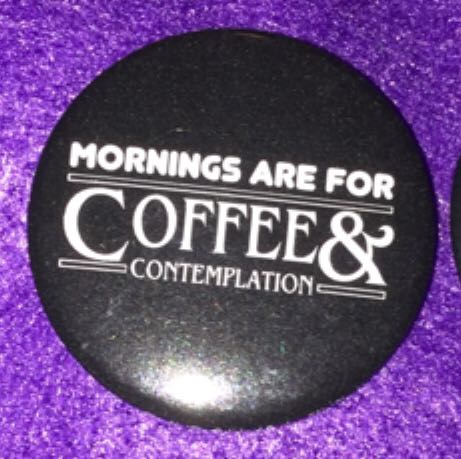 MORNINGS ARE FOR
COFFEE &
CONTEMPLATION